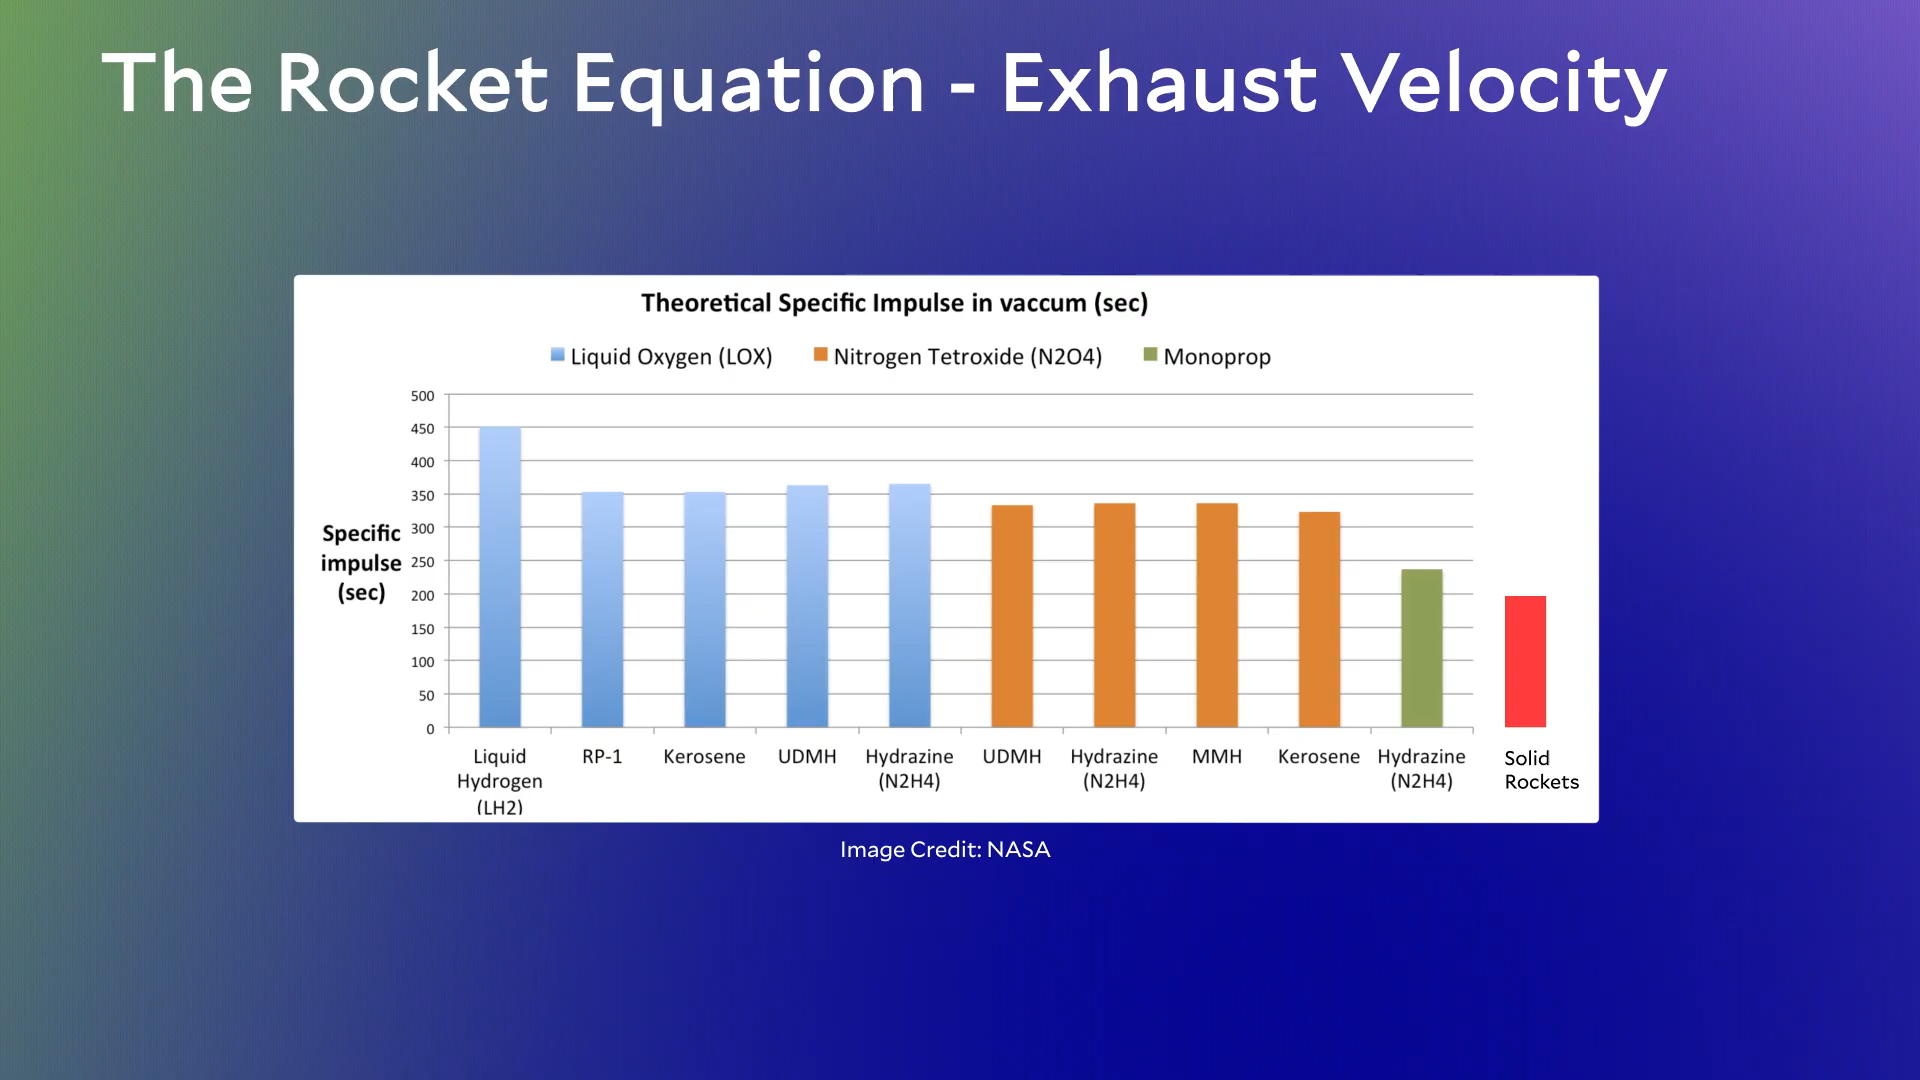 The Rocket Equation - Exhaust Velocity
Theoretical Specific Impulse in vaccum (sec)
Liquid Oxygen (LOX) Nitrogen Tetroxide (N2O4) Monoprop
500
450
400
350
300
250
200
150
100
50
0
Specific
impulse
(sec)
Liquid
Hydrogen
(LH2)
RP-1
Kerosene
UDMH
Hydrazine
(N2H4)
UDMH
Hydrazine
(N2H4)
MMH
Kerosene
Hydrazine
(N2H4)
Solid
Rockets
Image Credit: NASA